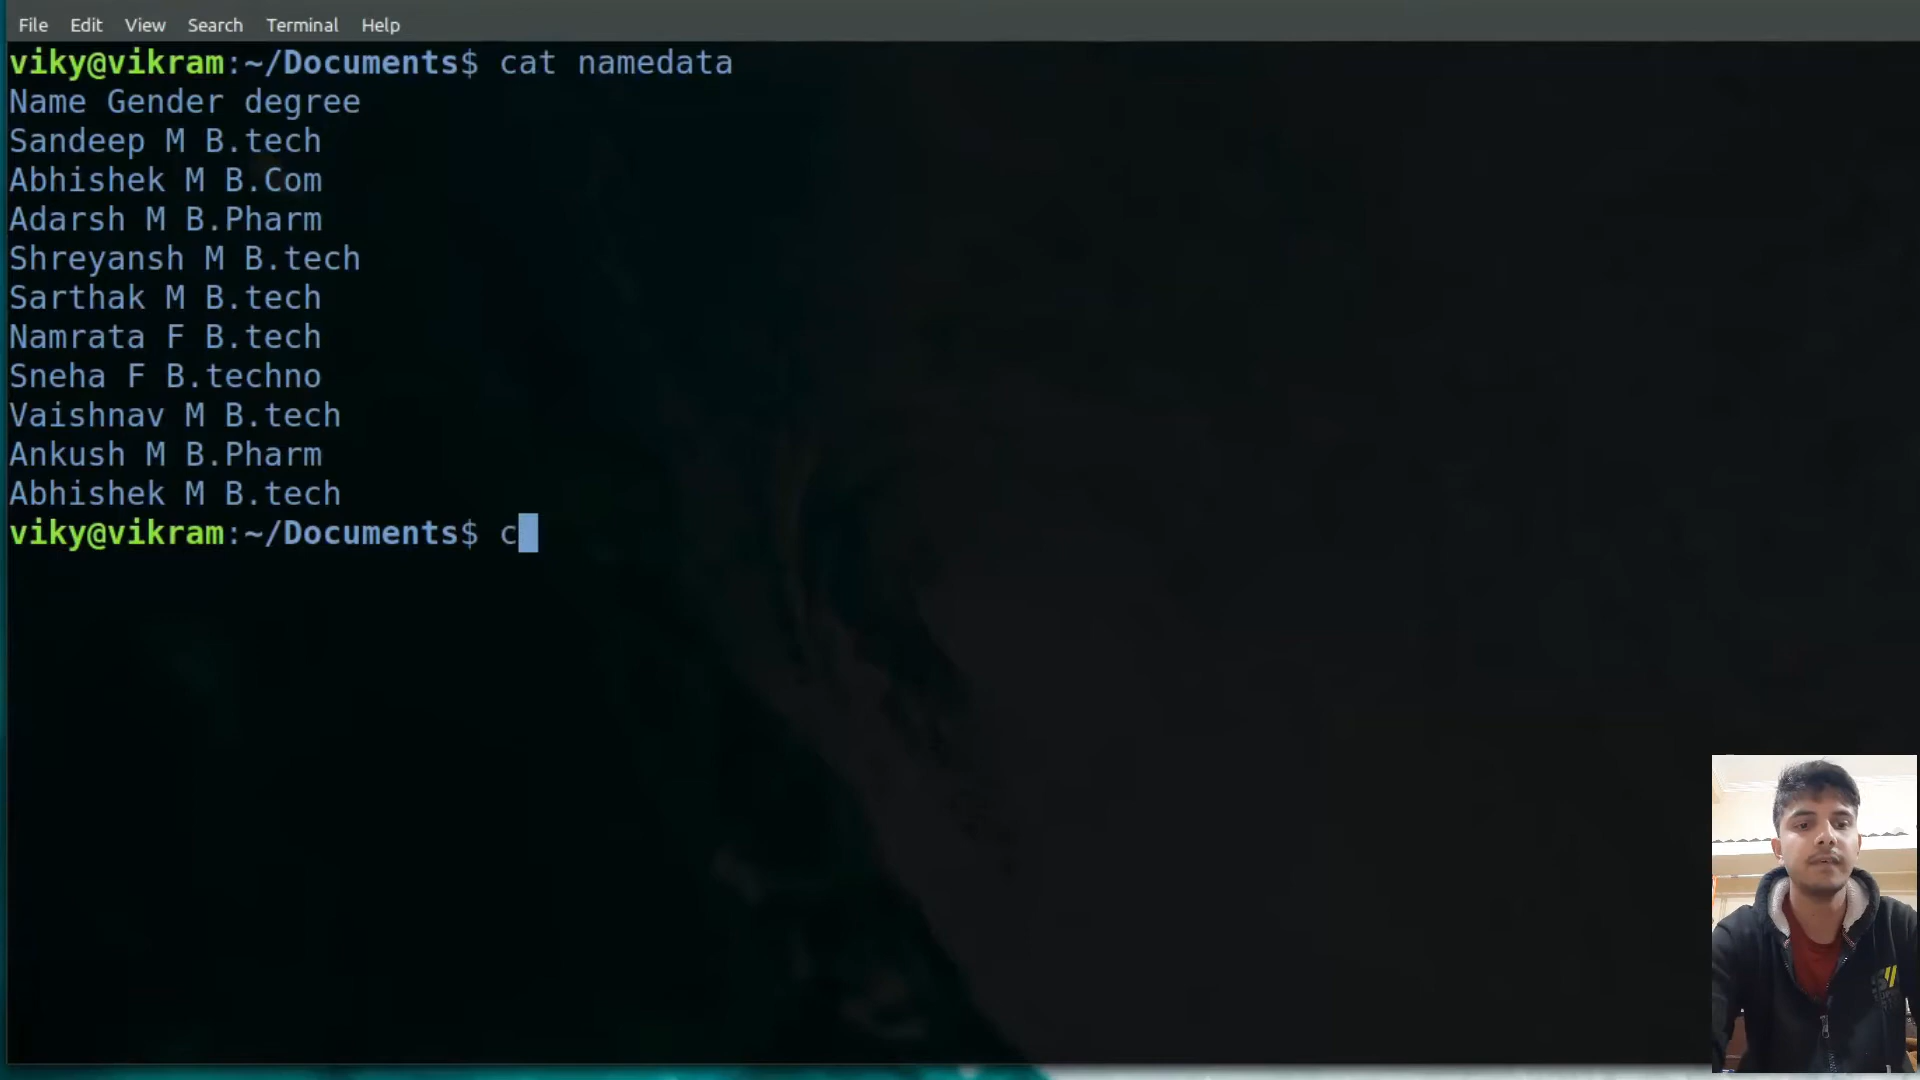 File Edit View Search Terminal Help
viky@vikram:~/Documents$ cat namedata
Name Gender degree
Sandeep M B.tech
Abhishek M B.Com
Adarsh M B.Pharm
Shreyansh M B.tech
Sarthak M B.tech
Namrata F B.tech
Sneha F B.techno
Vaishnav M B.tech
Ankush M B.Pharm
Abhishek M B.tech
viky@vikram:~/Documents$ c